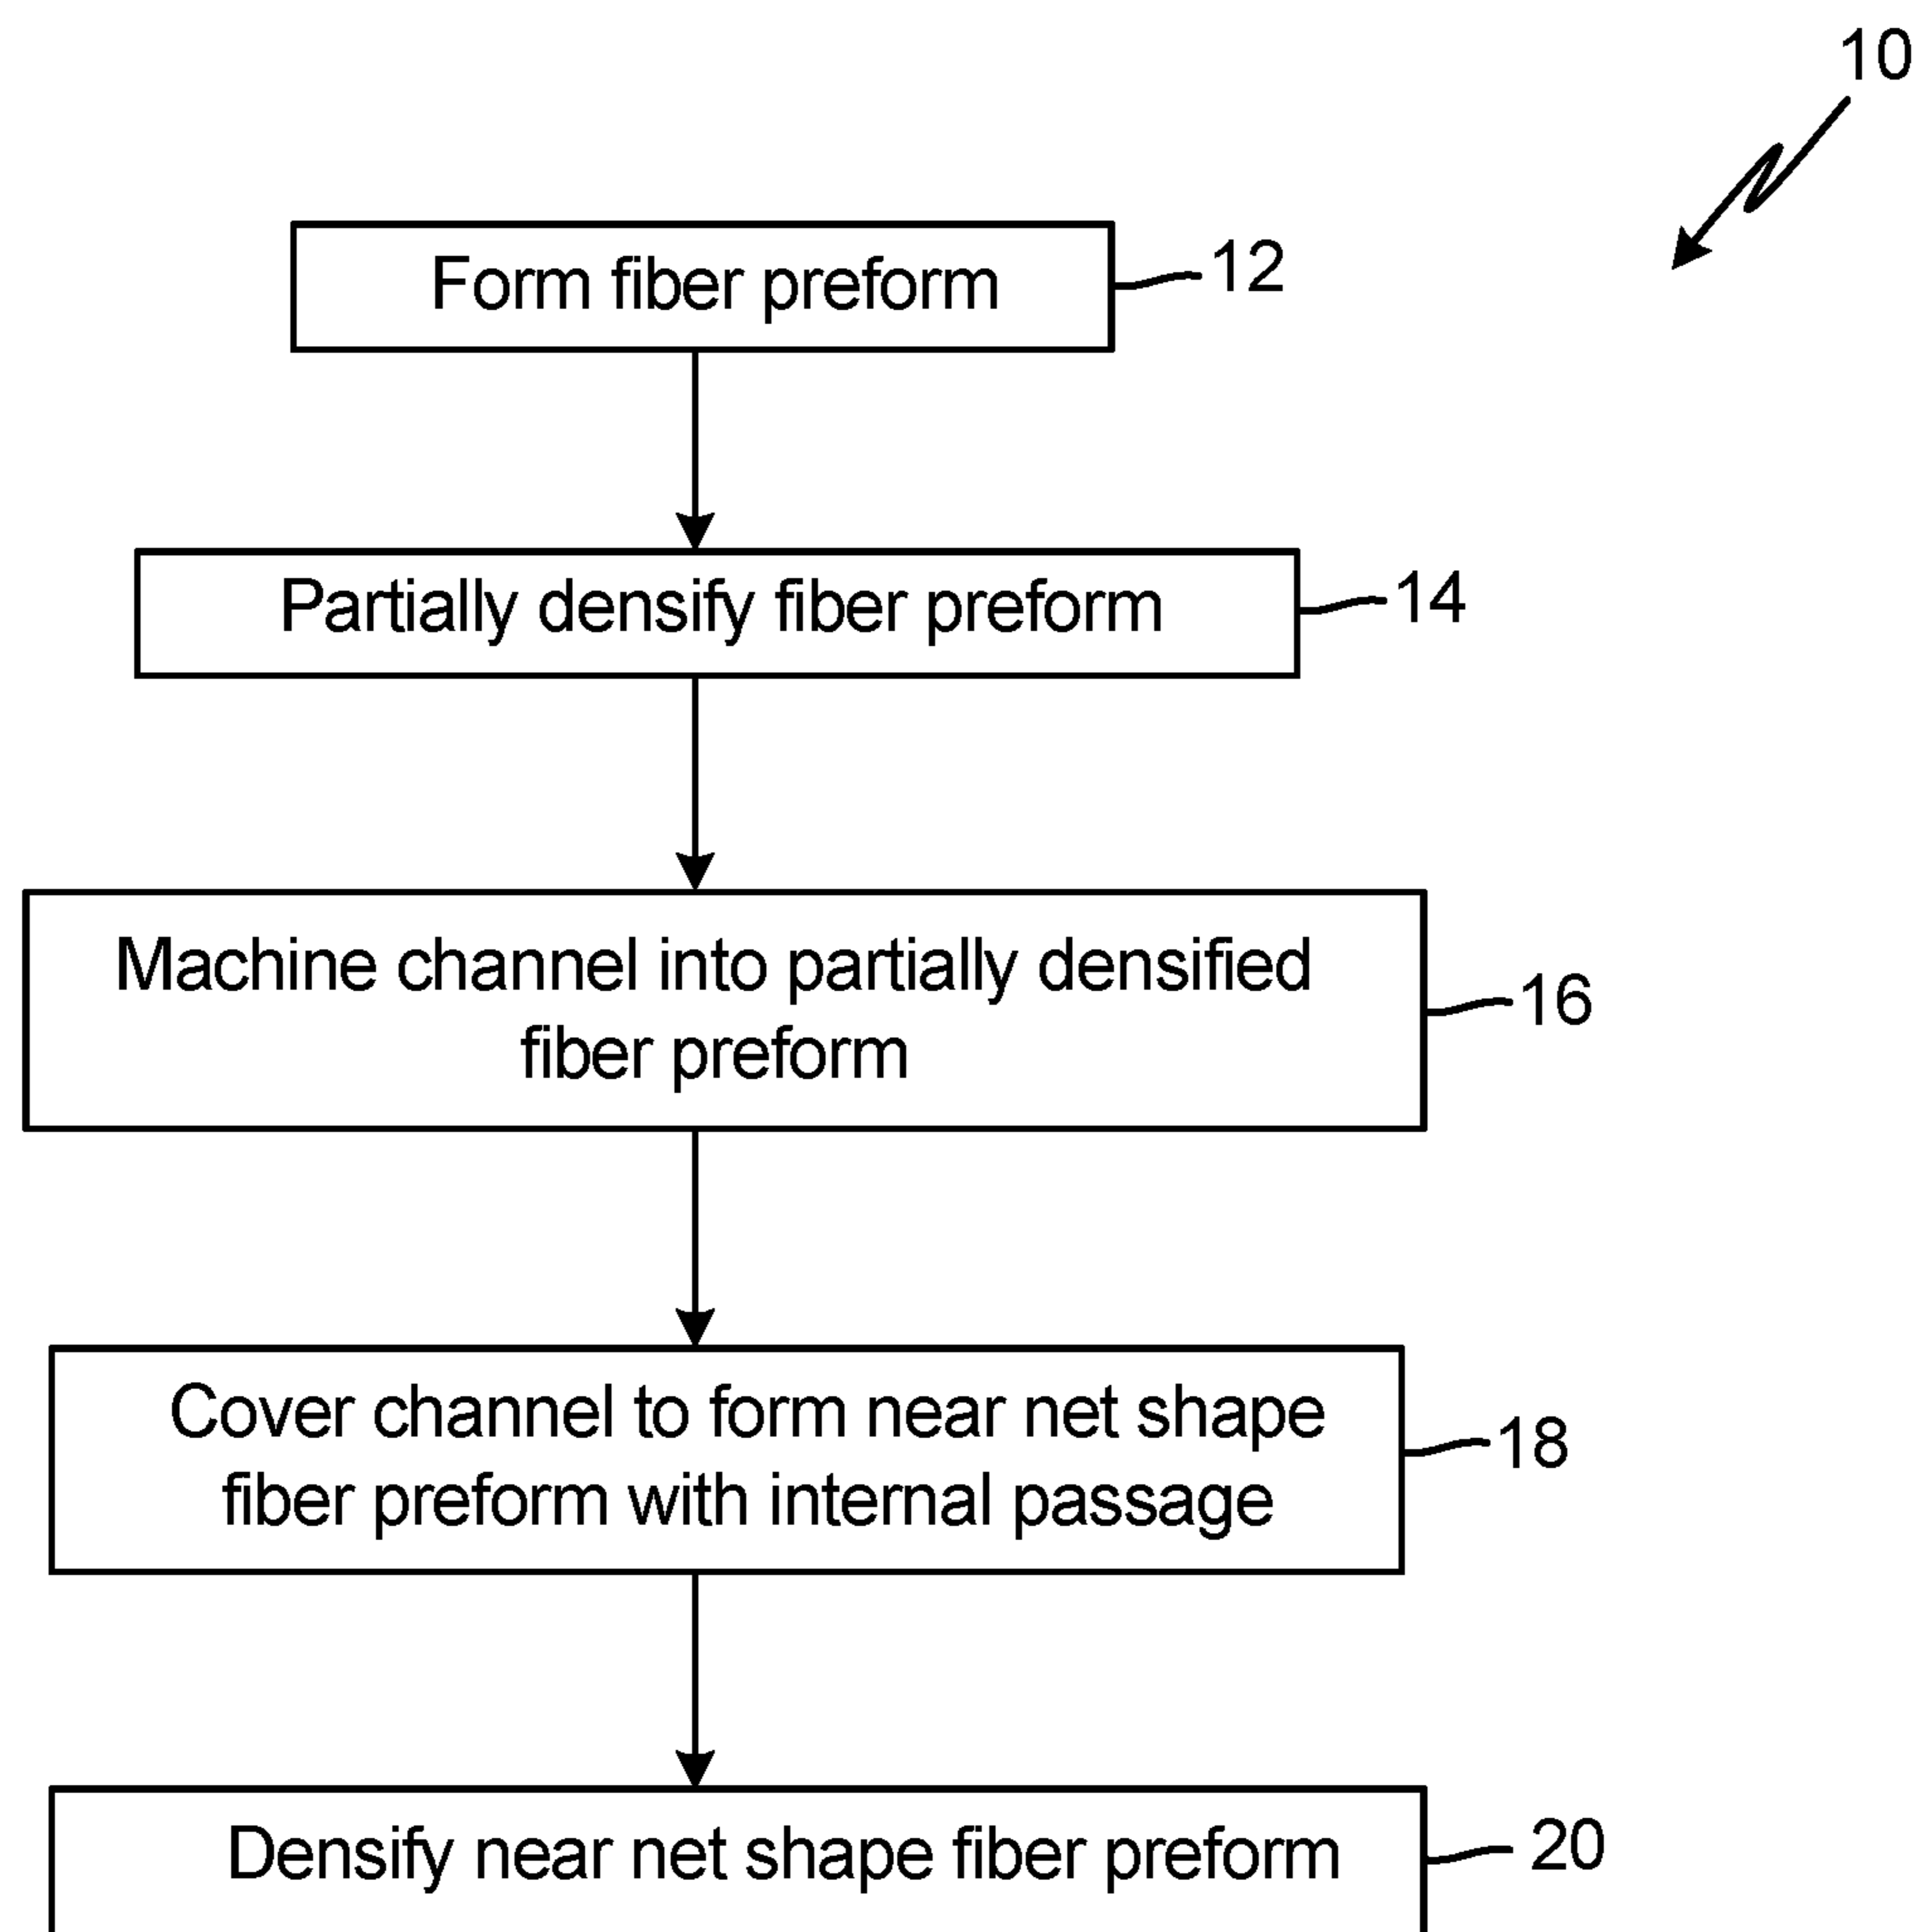 10
Form fiber preform
12
Partially densify fiber preform
14
Machine channel into partially densified
fiber preform
16
Cover channel to form near net shape
fiber preform with internal passage
18
Densify near net shape fiber preform
20